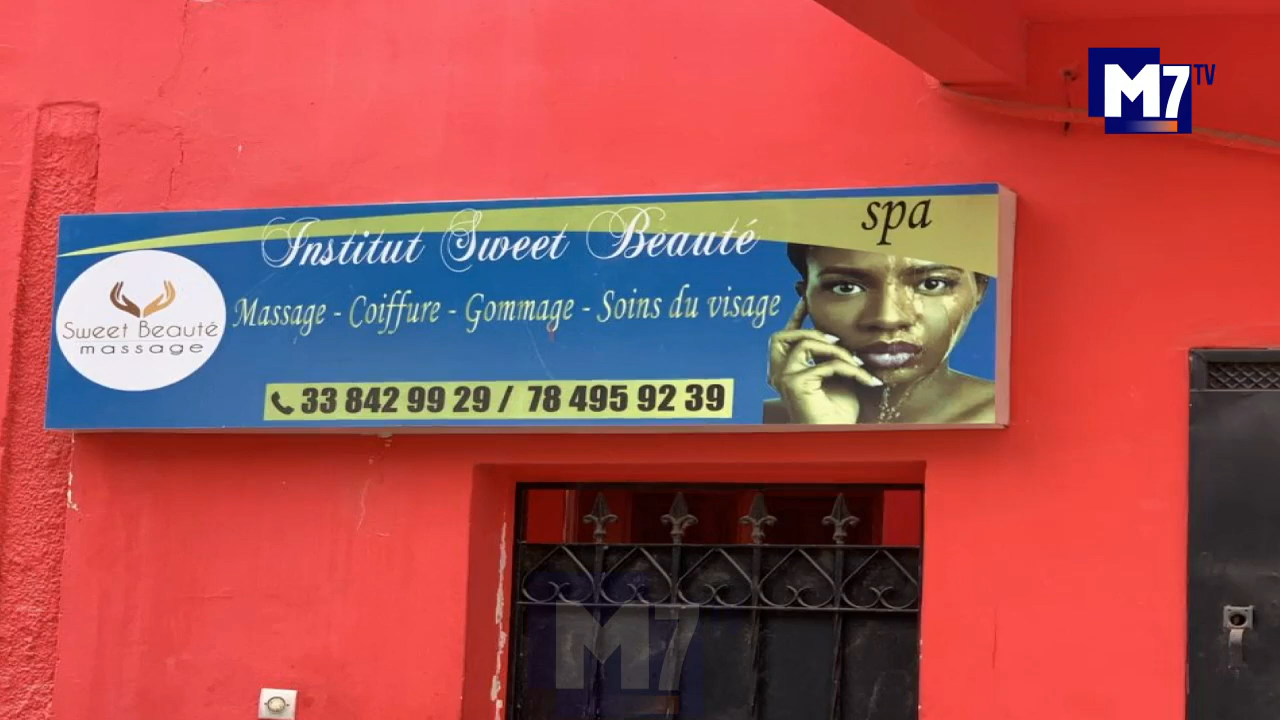 M7 TV
spa
Institut Sweet Beauté
Massage - Coiffure - Gommage - Soins du visage
Sweet Beauté
massage
33 842 99 29 / 78 495 92 39
M7